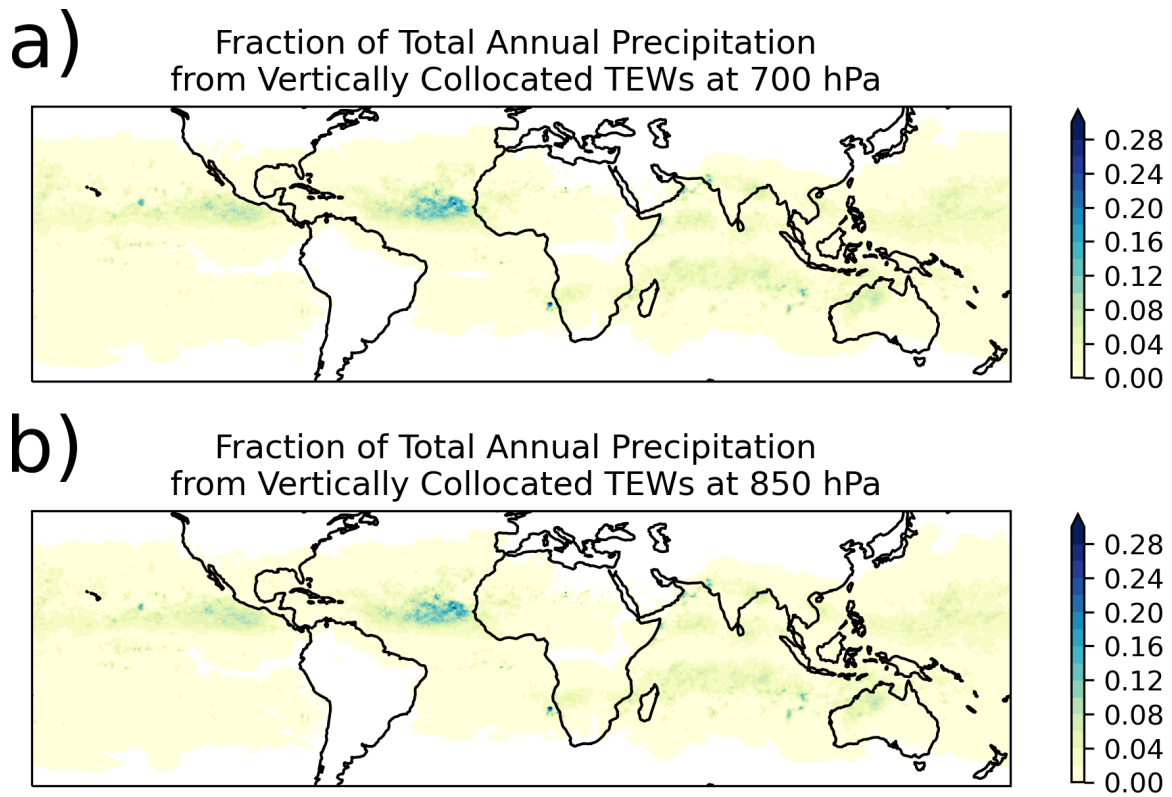 a)
Fraction of Total Annual Precipitation
from Vertically Collocated TEWs at 700 hPa
0.28
0.24
0.20
0.16
0.12
0.08
0.04
0.00
b)
Fraction of Total Annual Precipitation
from Vertically Collocated TEWs at 850 hPa
0.28
0.24
0.20
0.16
0.12
0.08
0.04
0.00